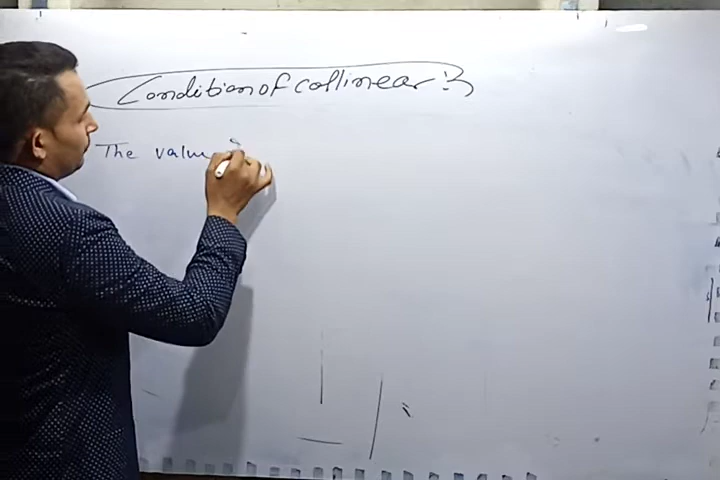 Condition of collinear :-
The value